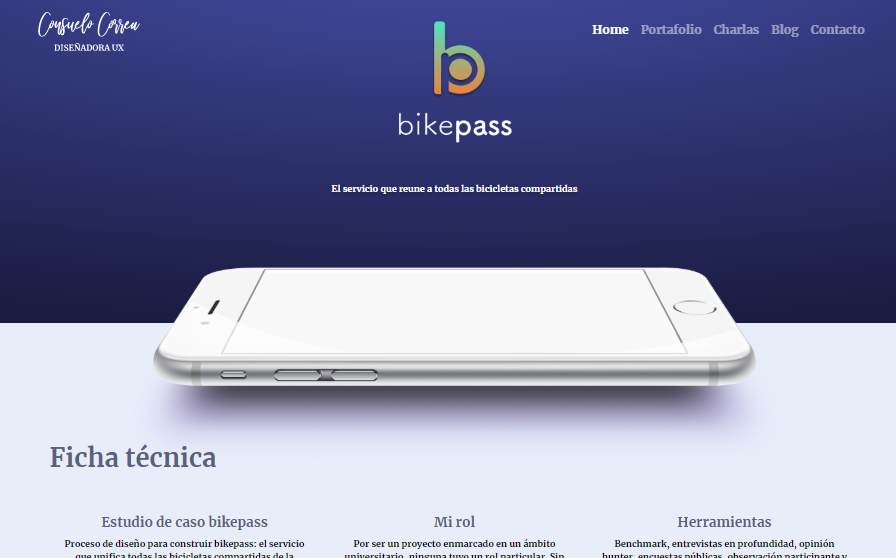 Consuelo Correa
DISEÑADORA UX
Home Portafolio Charlas Blog Contacto
bikepass
El servicio que reune a todas las bicicletas compartidas
Ficha técnica
Estudio de caso bikepass
Proceso de diseño para construir bikepass: el servicio
que unifica todas las bicicletas compartidas de la
Mi rol
Por ser un proyecto enmarcado en un ámbito
universitario, ninguna tuvo un rol particular. Sin
Herramientas
Benchmark, entrevistas en profundidad, opinión
hunter, encuestas públicas, observación participante y